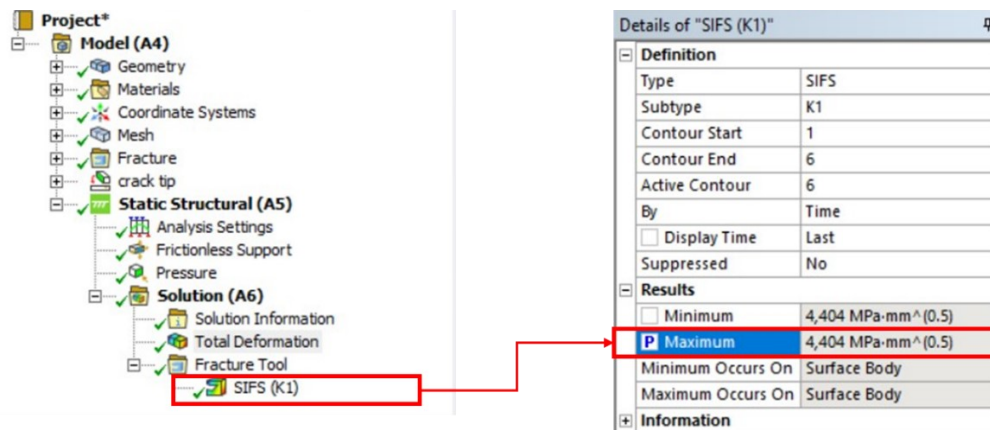 Project*
Model (A4)
Geometry
Materials
Coordinate Systems
Mesh
Fracture
crack tip
Static Structural (A5)
Analysis Settings
Frictionless Support
Pressure
Solution (A6)
Solution Information
Total Deformation
Fracture Tool
SIFS (K1)
Details of "SIFS (K1)"
Definition
Type SIFS
Subtype K1
Contour Start 1
Contour End 6
Active Contour 6
By Time
Display Time Last
Suppressed No
Results
Minimum 4,404 MPa·mm^(0.5)
P Maximum 4,404 MPa·mm^(0.5)
Minimum Occurs On Surface Body
Maximum Occurs On Surface Body
Information